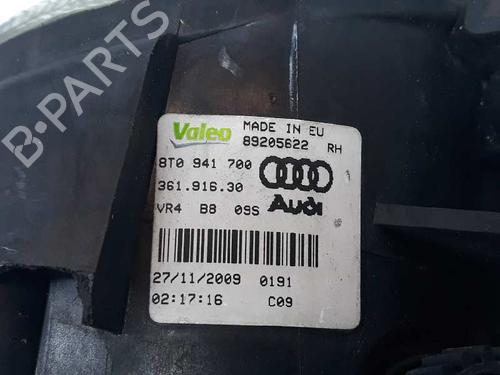 Valeo MADE IN EU
89205622 RH
8T0 941 700
361.916.30
VR4 B8 09S Audi
27/11/2009 0191
02:17:16 C09
B-PARTS